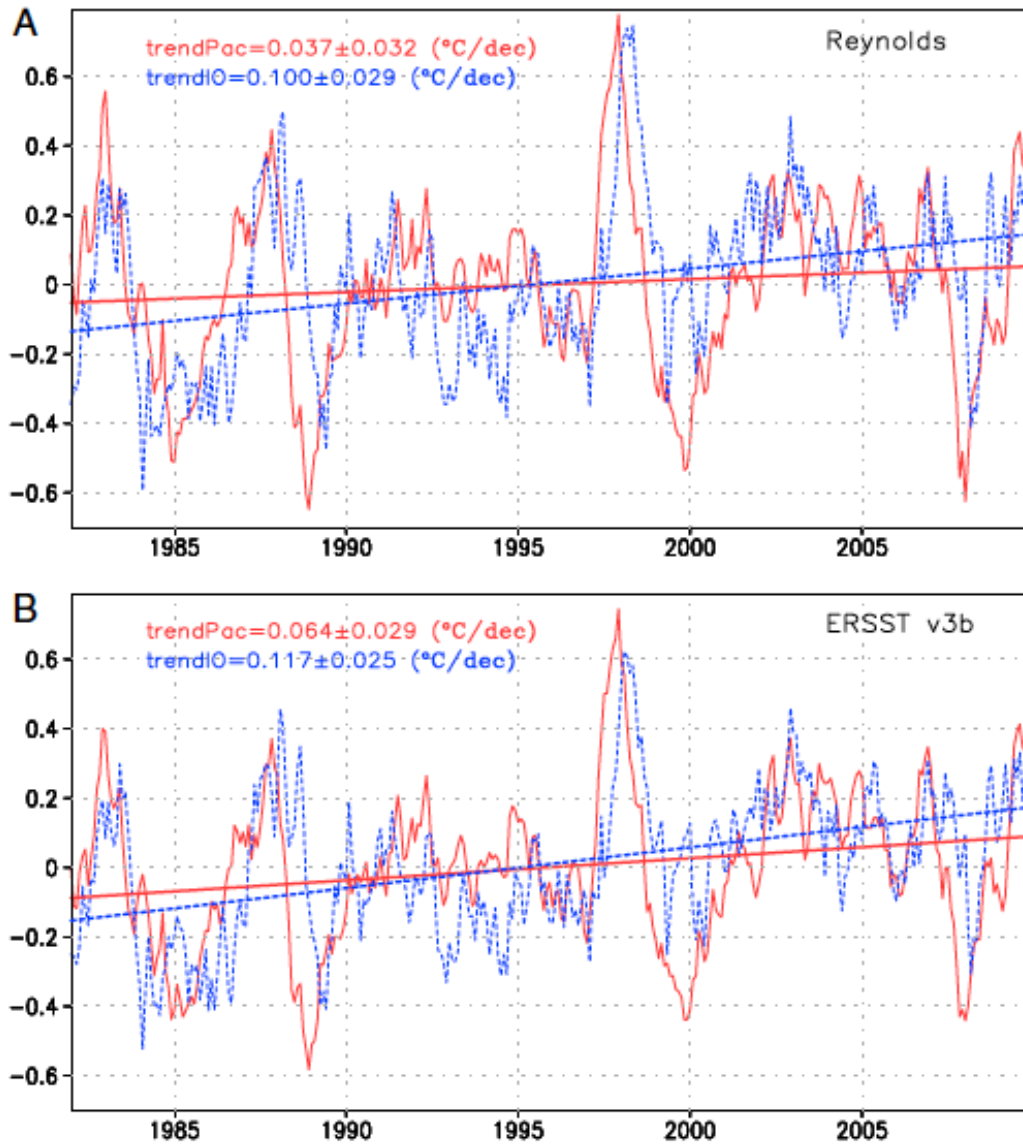 A
trendPac=0.037±0.032 (°C/dec)
trendIO=0.100±0.029 (°C/dec)
Reynolds
0.6
0.4
0.2
0
−0.2
−0.4
−0.6
1985 1990 1995 2000 2005
B
trendPac=0.064±0.029 (°C/dec)
trendIO=0.117±0.025 (°C/dec)
ERSST v3b
0.6
0.4
0.2
0
−0.2
−0.4
−0.6
1985 1990 1995 2000 2005